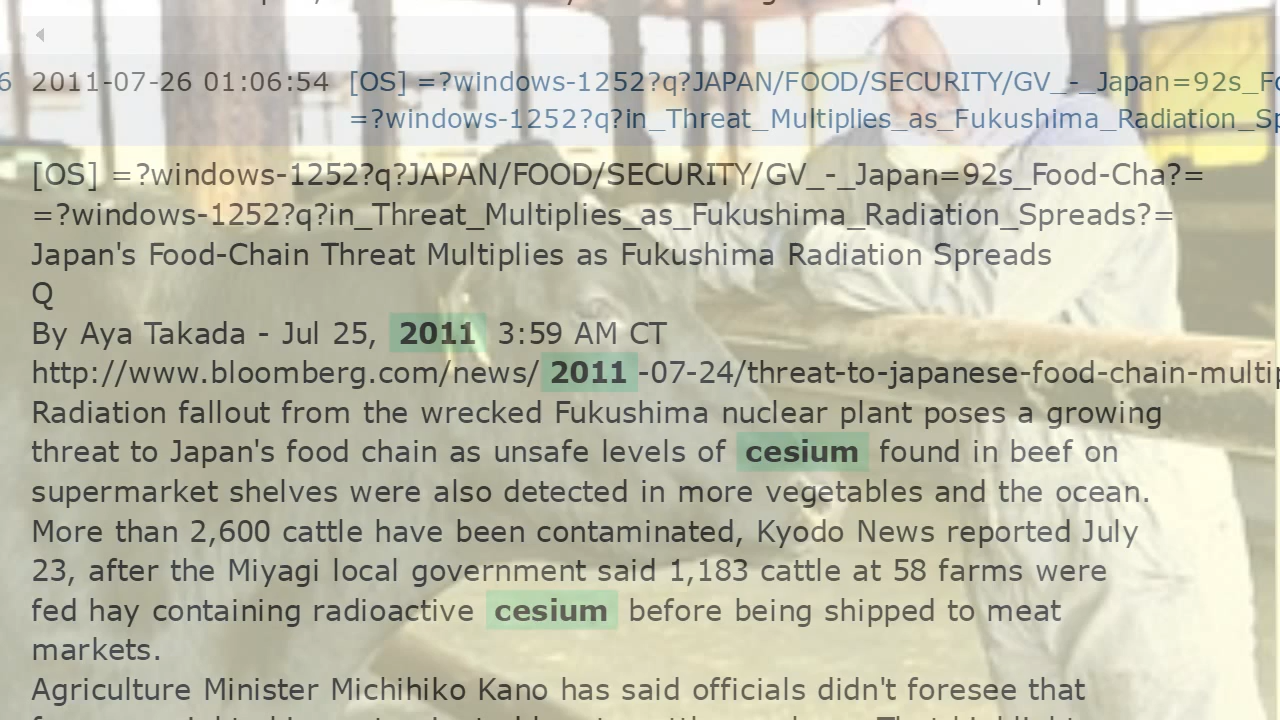 6 2011-07-26 01:06:54 [OS] =?windows-1252?q?JAPAN/FOOD/SECURITY/GV_-_Japan=92s_Fo
=?windows-1252?q?in_Threat_Multiplies_as_Fukushima_Radiation_Sp
[OS] =?windows-1252?q?JAPAN/FOOD/SECURITY/GV_-_Japan=92s_Food-Cha?=
=?windows-1252?q?in_Threat_Multiplies_as_Fukushima_Radiation_Spreads?=
Japan's Food-Chain Threat Multiplies as Fukushima Radiation Spreads
Q
By Aya Takada - Jul 25, 2011 3:59 AM CT
http://www.bloomberg.com/news/2011-07-24/threat-to-japanese-food-chain-multip
Radiation fallout from the wrecked Fukushima nuclear plant poses a growing
threat to Japan's food chain as unsafe levels of cesium found in beef on
supermarket shelves were also detected in more vegetables and the ocean.
More than 2,600 cattle have been contaminated, Kyodo News reported July
23, after the Miyagi local government said 1,183 cattle at 58 farms were
fed hay containing radioactive cesium before being shipped to meat
markets.
Agriculture Minister Michihiko Kano has said officials didn't foresee that